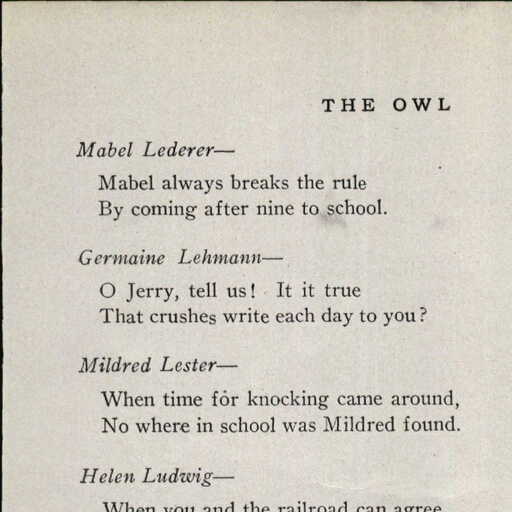 THE OWL
Mabel Lederer—
Mabel always breaks the rule
By coming after nine to school.
Germaine Lehmann—
O Jerry, tell us! It it true
That crushes write each day to you?
Mildred Lester—
When time for knocking came around,
No where in school was Mildred found.
Helen Ludwig—
When you and the railroad can agree